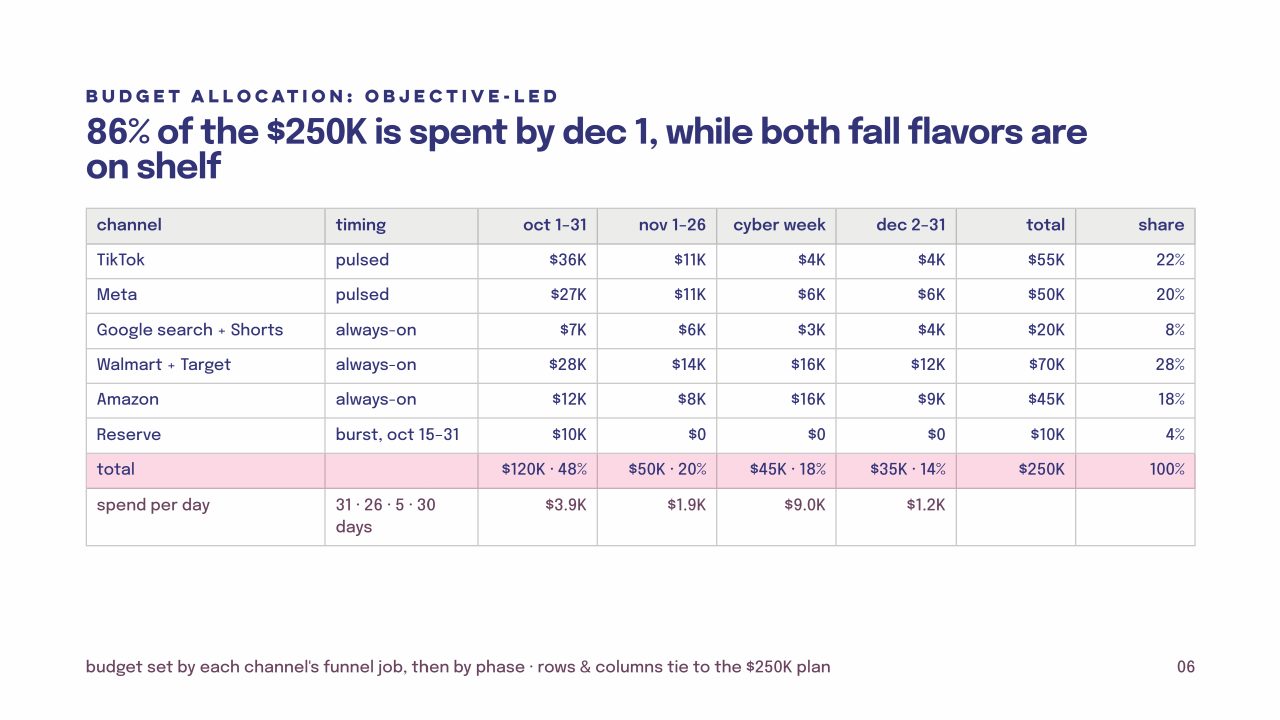 BUDGET ALLOCATION: OBJECTIVE-LED
86% of the $250K is spent by dec 1, while both fall flavors are
on shelf
channel timing oct 1–31 nov 1–26 cyber week dec 2–31 total share
TikTok pulsed $36K $11K $4K $4K $55K 22%
Meta pulsed $27K $11K $6K $6K $50K 20%
Google search + Shorts always-on $7K $6K $3K $4K $20K 8%
Walmart + Target always-on $28K $14K $16K $12K $70K 28%
Amazon always-on $12K $8K $16K $9K $45K 18%
Reserve burst, oct 15–31 $10K $0 $0 $0 $10K 4%
total $120K · 48% $50K · 20% $45K · 18% $35K · 14% $250K 100%
spend per day 31 · 26 · 5 · 30 $3.9K $1.9K $9.0K $1.2K
days
budget set by each channel's funnel job, then by phase · rows & columns tie to the $250K plan 06